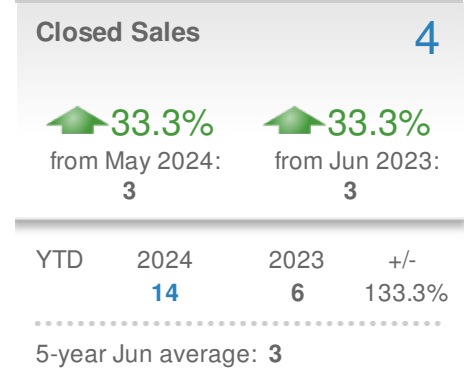 Closed Sales 4
33.3% 33.3%
from May 2024: from Jun 2023:
3 3
YTD 2024 2023 +/-
14 6 133.3%
5-year Jun average: 3